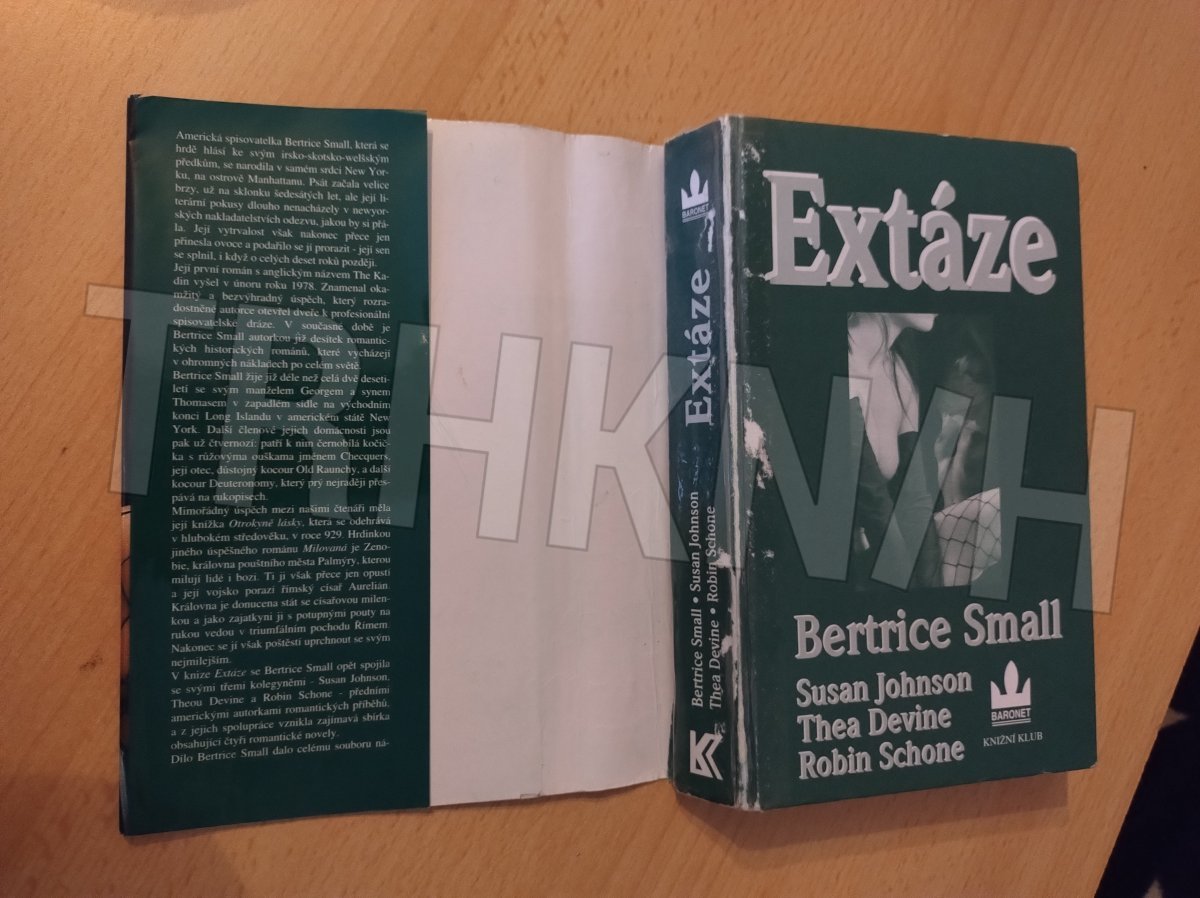 Americká spisovatelka Bertrice Small, která se
hrdě hlásí ke svým irsko-skotsko-welšským
předkům, se narodila v samém srdci New Yor-
ku, na ostrově Manhattanu. Psát začala velice
brzy, už na sklonku šedesátých let, ale její li-
terární pokusy dlouho nenacházely v newyor-
ských nakladatelstvích odezvu, jakou by si přá-
la. Její vytrvalost však nakonec přece jen
přinesla ovoce a podařilo se jí prorazit - její sen
se splnil, i když o celých deset roků později.
Její první román s anglickým názvem The Ka-
din vyšel v únoru roku 1978. Znamenal oka-
mžitý a bezvýhradný úspěch, který rozra-
dostněné autorce otevřel dveře k profesionální
spisovatelské dráze. V současné době je
Bertrice Small autorkou již desítek romantic-
kých historických románů, které vycházejí
v ohromných nákladech po celém světě.
Bertrice Small žije již déle než celá dvě deseti-
letí se svým manželem Georgem a synem
Thomasem v zapadlém sídle na východním
konci Long Islandu v americkém státě New
York. Další členové jejich domácnosti jsou
pak už čtvernozí: patří k nim černobílá kočič-
ka s růžovýma ouškama jménem Checquers,
její otec, důstojný kocour Old Raunchy, a další
kocour Deuteronomy, který prý nejraději přes-
pává na rukopisech.
Mimořádný úspěch mezi našimi čtenáři měla
její knížka Otrokyně lásky, která se odehrává
v hlubokém středověku, v roce 929. Hrdinkou
jiného úspěšného románu Milovaná je Zeno-
bie, královna pouštního města Palmýry, kterou
milují lidé i bozi. Ti ji však přece jen opustí
a její vojsko porazí římský císař Aurelián.
Královna je donucena stát se císařovou milen-
kou a jako zajatkyni ji s potupnými pouty na
rukou vedou v triumfálním pochodu Římem.
Nakonec se jí však poštěstí uprchnout se svým
nejmilejším.
V knize Extáze se Bertrice Small opět spojila
se svými třemi kolegyněmi - Susan Johnson,
Theou Devine a Robin Schone - předními
americkými autorkami romantických příběhů,
a z jejich spolupráce vznikla zajímavá sbírka
obsahující čtyři romantické novely.
Dílo Bertrice Small dalo celému souboru ná-
BARONET
Extáze
Bertrice Small • Susan Johnson
Thea Devine • Robin Schone
Extáze
Bertrice Small
Susan Johnson
Thea Devine
Robin Schone
BARONET
KNIŽNÍ KLUB
TRHKNIH